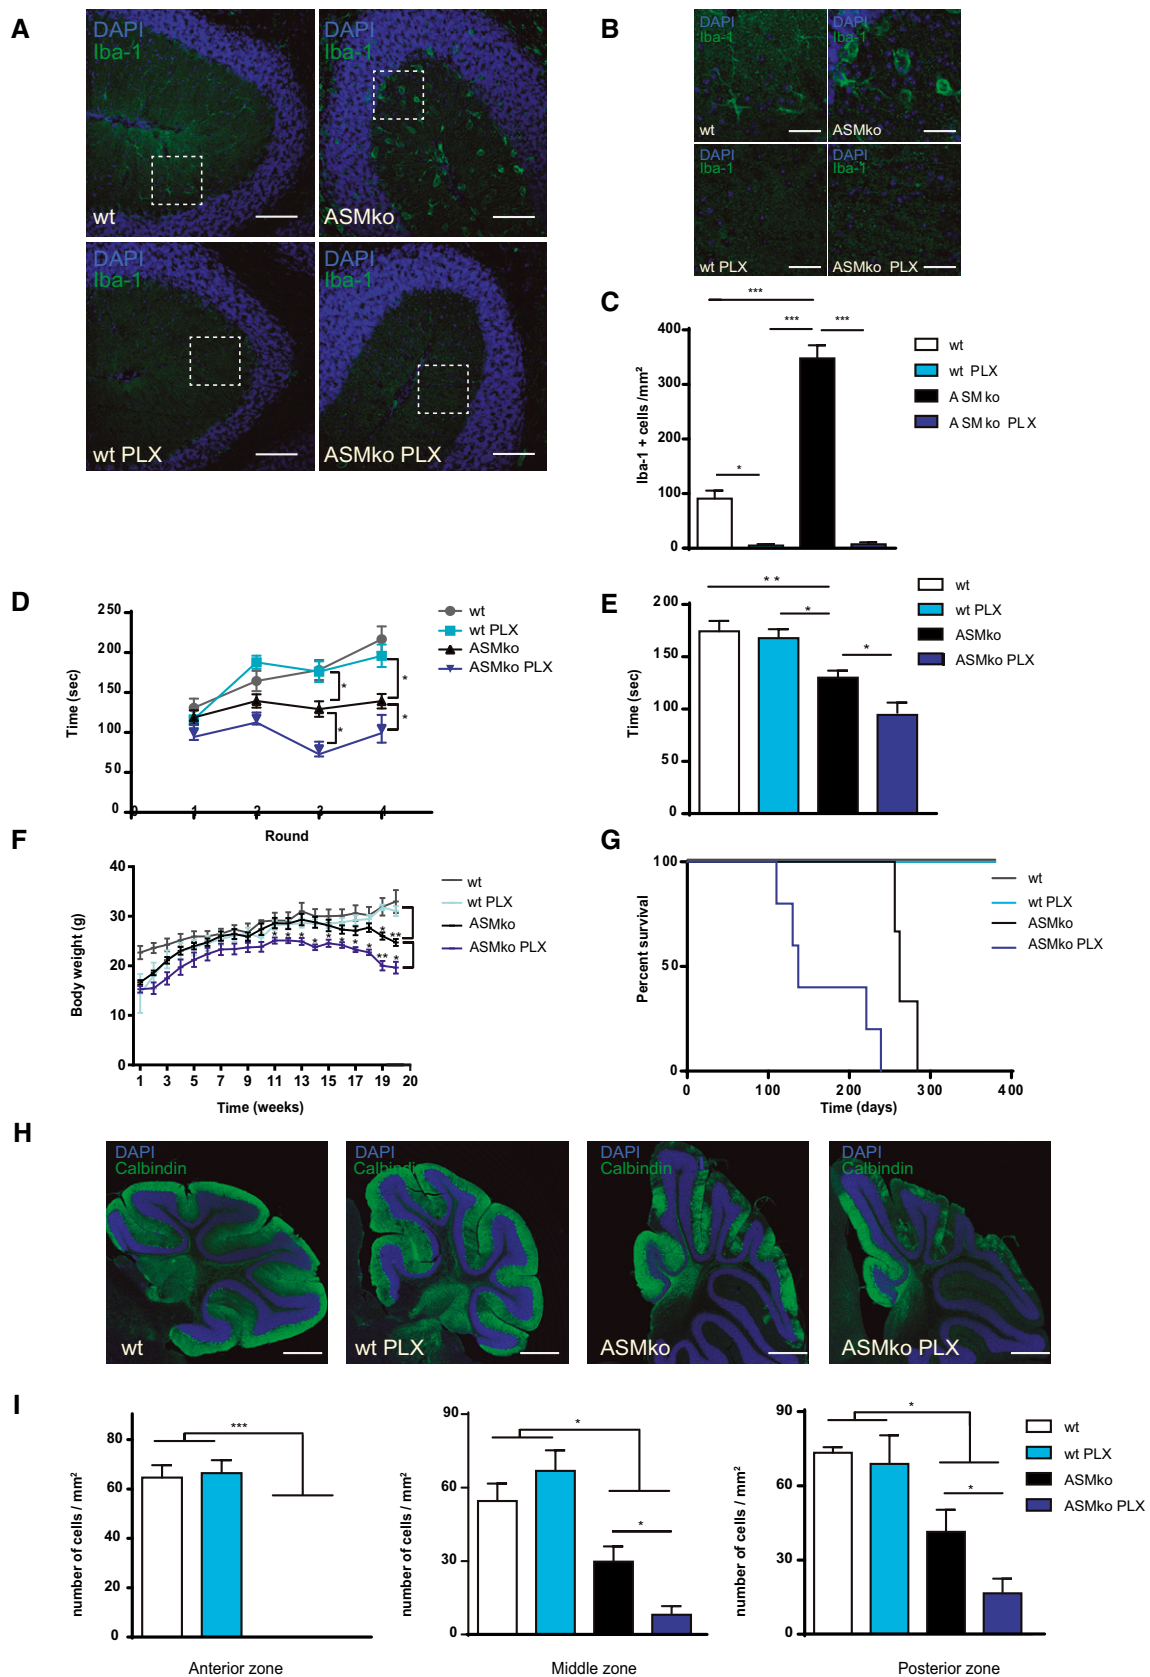 A
DAPI
Iba-1
wt
DAPI
Iba-1
ASMko
DAPI
Iba-1
wt PLX
DAPI
Iba-1
ASMko PLX
B
DAPI
Iba-1
wt
DAPI
Iba-1
ASMko
DAPI
Iba-1
wt PLX
DAPI
Iba-1
ASMko PLX
C
***
*** ***
*
400
300
200
100
0
Iba-1 + cells /mm²
wt
wt PLX
ASMko
ASMko PLX
D
250
200
150
100
50
0
Time (sec)
0 1 2 3 4
Round
* *
* *
wt
wt PLX
ASMko
ASMko PLX
E
200
150
100
50
0
Time (sec)
**
*
*
wt
wt PLX
ASMko
ASMko PLX
F
40
30
20
10
0
Body weight (g)
1 3 5 7 9 11 13 15 17 19 20
Time (weeks)
* **
* * * * * * * * ** *
wt
wt PLX
ASMko
ASMko PLX
G
100
50
0
Percent survival
0 100 200 300 400
Time (days)
wt
wt PLX
ASMko
ASMko PLX
H
DAPI
Calbindin
wt
DAPI
Calbindin
wt PLX
DAPI
Calbindin
ASMko
DAPI
Calbindin
ASMko PLX
I
80
60
40
20
0
number of cells / mm²
***
Anterior zone
90
60
30
0
number of cells / mm²
*
*
Middle zone
90
60
30
0
number of cells / mm²
*
*
Posterior zone
wt
wt PLX
ASMko
ASMko PLX